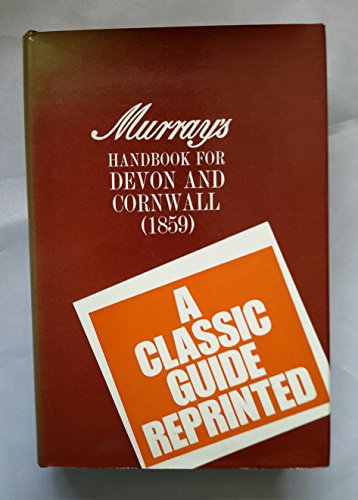 Murray's
HANDBOOK FOR
DEVON AND
CORNWALL
(1859)
A
CLASSIC
GUIDE
REPRINTED